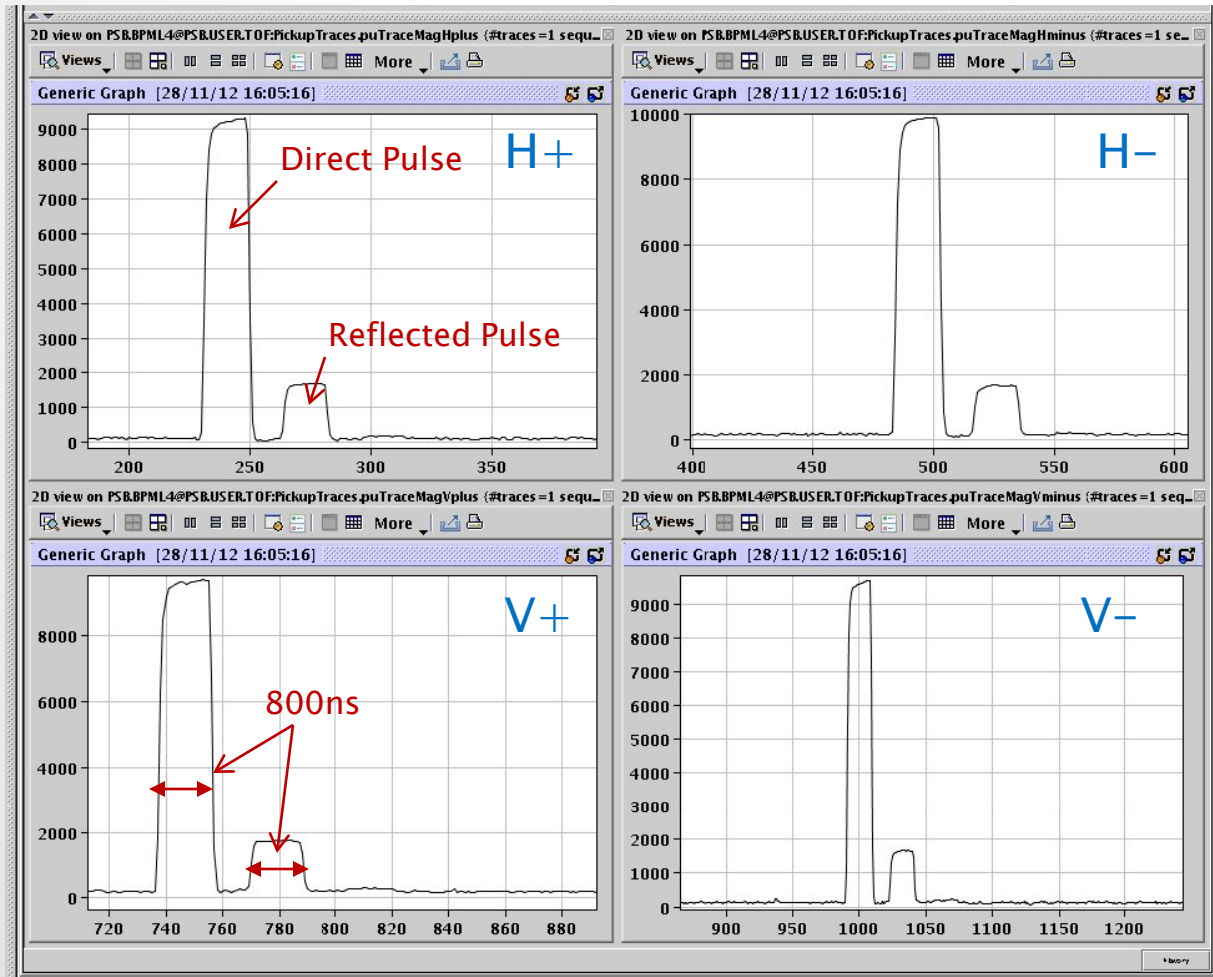 2D view on PSB.BPML4@PSB.USER.TOF:PickupTraces.puTraceMagHplus (#traces=1 sequ...
Views More
Generic Graph [28/11/12 16:05:16]
9000
8000
7000
6000
5000
4000
3000
2000
1000
0
200 250 300 350
H+
Direct Pulse
Reflected Pulse
2D view on PSB.BPML4@PSB.USER.TOF:PickupTraces.puTraceMagHminus (#traces=1 se...
Views More
Generic Graph [28/11/12 16:05:16]
10000
8000
6000
4000
2000
0
400 450 500 550 600
H−
2D view on PSB.BPML4@PSB.USER.TOF:PickupTraces.puTraceMagVplus (#traces=1 sequ...
Views More
Generic Graph [28/11/12 16:05:16]
8000
6000
4000
2000
0
720 740 760 780 800 820 840 860 880
V+
800ns
2D view on PSB.BPML4@PSB.USER.TOF:PickupTraces.puTraceMagVminus (#traces=1 seq...
Views More
Generic Graph [28/11/12 16:05:16]
9000
8000
7000
6000
5000
4000
3000
2000
1000
0
900 950 1000 1050 1100 1150 1200
V−